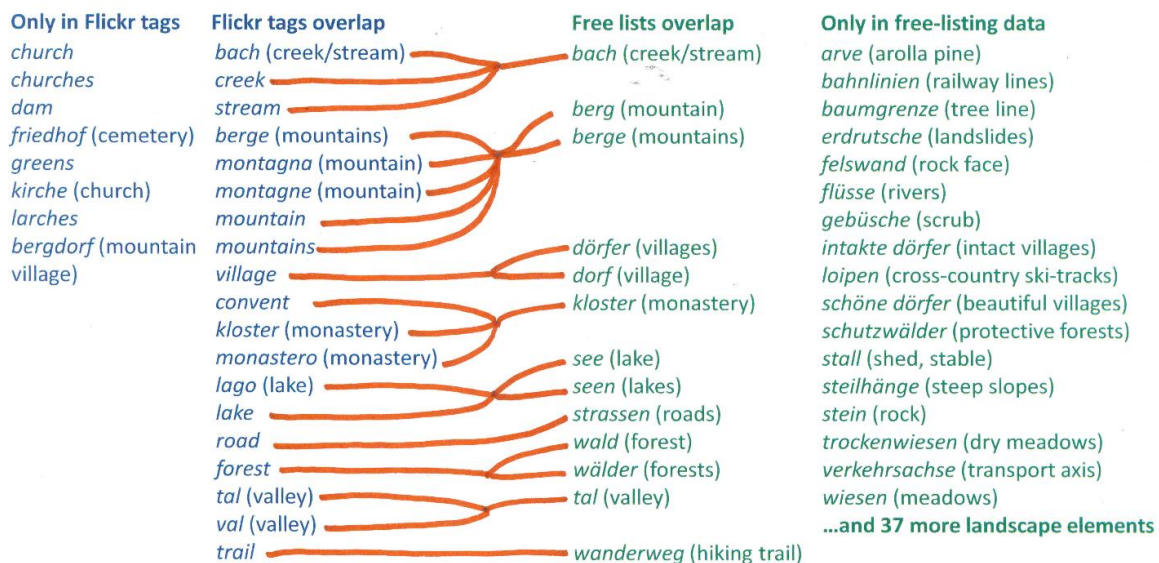 Only in Flickr tags
church
churches
dam
friedhof (cemetery)
greens
kirche (church)
larches
bergdorf (mountain
village)
Flickr tags overlap
bach (creek/stream)
creek
stream
berge (mountains)
montagna (mountain)
montagne (mountain)
mountain
mountains
village
convent
kloster (monastery)
monastero (monastery)
lago (lake)
lake
road
forest
tal (valley)
val (valley)
trail
Free lists overlap
bach (creek/stream)
berg (mountain)
berge (mountains)
dörfer (villages)
dorf (village)
kloster (monastery)
see (lake)
seen (lakes)
strassen (roads)
wald (forest)
wälder (forests)
tal (valley)
wanderweg (hiking trail)
Only in free-listing data
arve (arolla pine)
bahnlinien (railway lines)
baumgrenze (tree line)
erdrutsche (landslides)
felswand (rock face)
flüsse (rivers)
gebüsche (scrub)
intakte dörfer (intact villages)
loipen (cross-country ski-tracks)
schöne dörfer (beautiful villages)
schutzwälder (protective forests)
stall (shed, stable)
steilhänge (steep slopes)
stein (rock)
trockenwiesen (dry meadows)
verkehrsachse (transport axis)
wiesen (meadows)
...and 37 more landscape elements